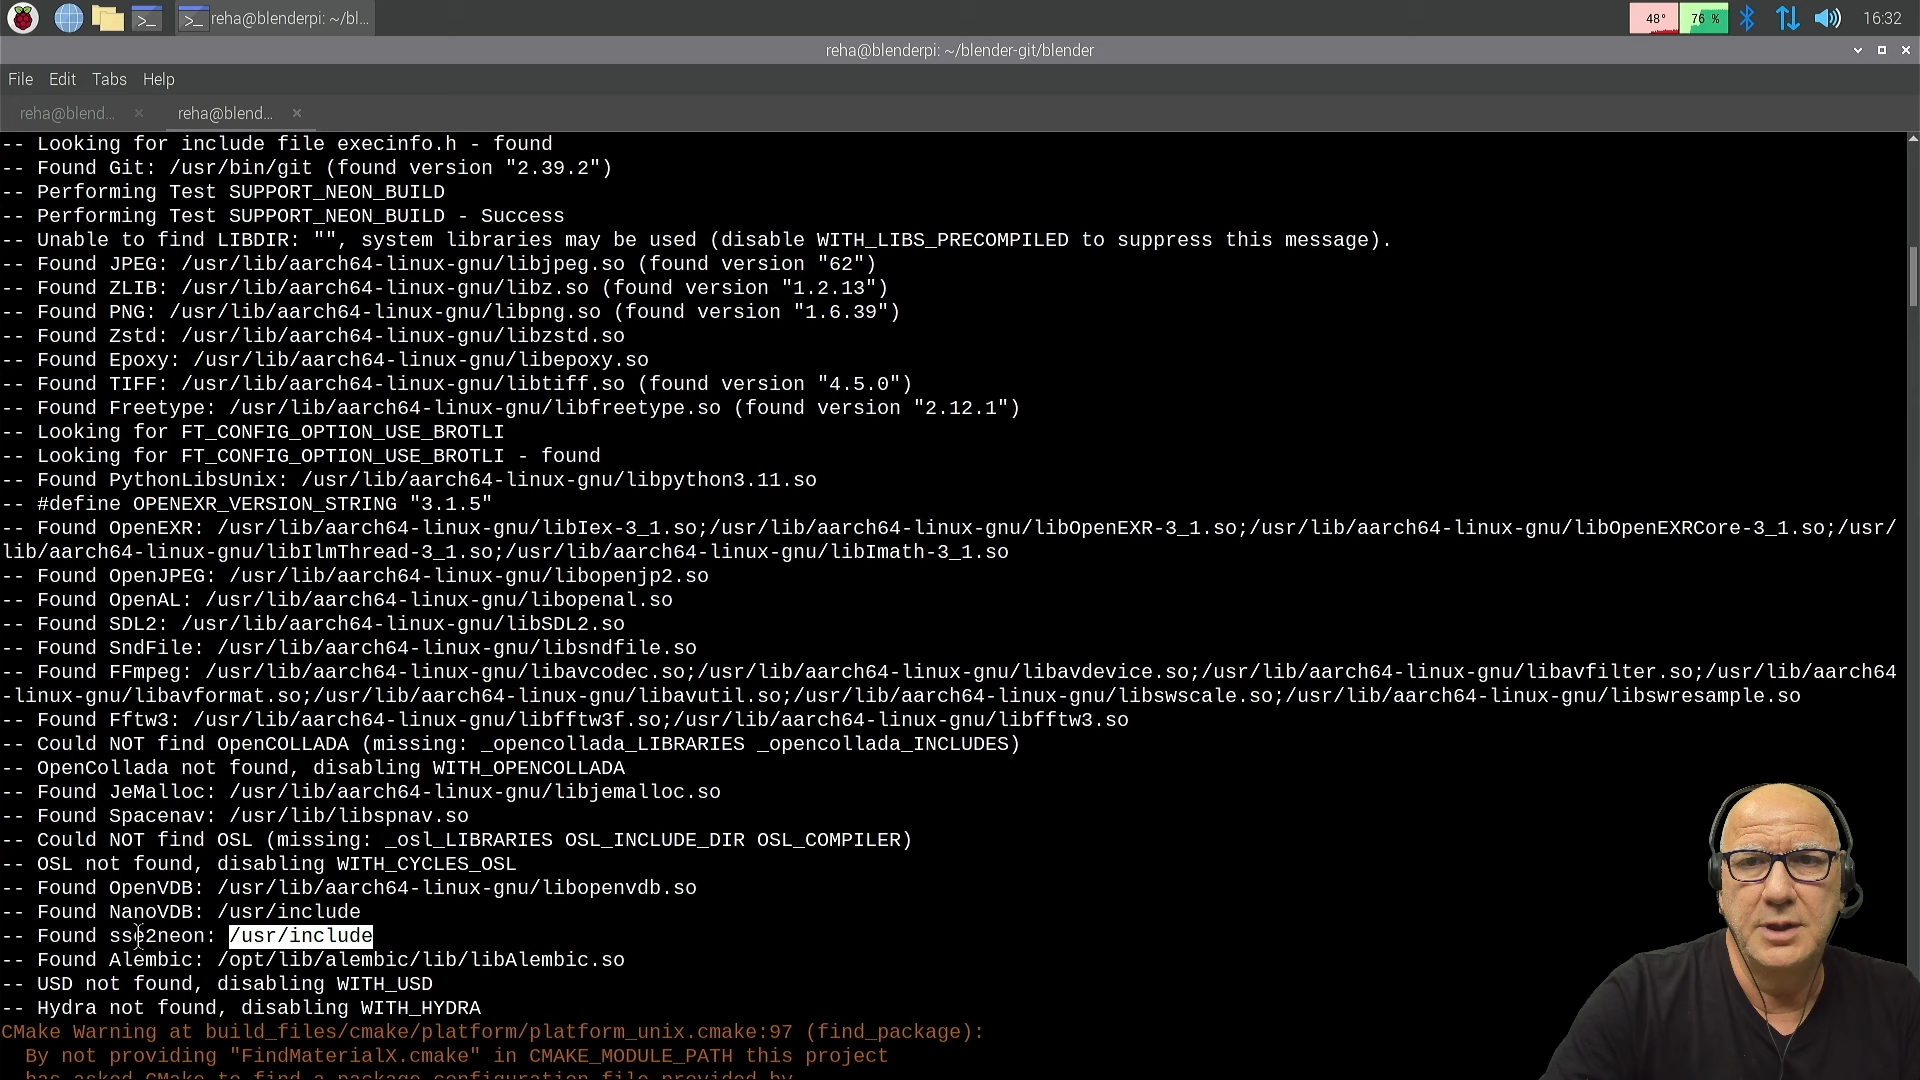 reha@blenderpi: ~/bl...
48°
76 %
16:32
reha@blenderpi: ~/blender-git/blender
File Edit Tabs Help
reha@blend...
reha@blend...
-- Looking for include file execinfo.h - found
-- Found Git: /usr/bin/git (found version "2.39.2")
-- Performing Test SUPPORT_NEON_BUILD
-- Performing Test SUPPORT_NEON_BUILD - Success
-- Unable to find LIBDIR: "", system libraries may be used (disable WITH_LIBS_PRECOMPILED to suppress this message).
-- Found JPEG: /usr/lib/aarch64-linux-gnu/libjpeg.so (found version "62")
-- Found ZLIB: /usr/lib/aarch64-linux-gnu/libz.so (found version "1.2.13")
-- Found PNG: /usr/lib/aarch64-linux-gnu/libpng.so (found version "1.6.39")
-- Found Zstd: /usr/lib/aarch64-linux-gnu/libzstd.so
-- Found Epoxy: /usr/lib/aarch64-linux-gnu/libepoxy.so
-- Found TIFF: /usr/lib/aarch64-linux-gnu/libtiff.so (found version "4.5.0")
-- Found Freetype: /usr/lib/aarch64-linux-gnu/libfreetype.so (found version "2.12.1")
-- Looking for FT_CONFIG_OPTION_USE_BROTLI
-- Looking for FT_CONFIG_OPTION_USE_BROTLI - found
-- Found PythonLibsUnix: /usr/lib/aarch64-linux-gnu/libpython3.11.so
-- #define OPENEXR_VERSION_STRING "3.1.5"
-- Found OpenEXR: /usr/lib/aarch64-linux-gnu/libIex-3_1.so;/usr/lib/aarch64-linux-gnu/libOpenEXR-3_1.so;/usr/lib/aarch64-linux-gnu/libOpenEXRCore-3_1.so;/usr/
lib/aarch64-linux-gnu/libIlmThread-3_1.so;/usr/lib/aarch64-linux-gnu/libImath-3_1.so
-- Found OpenJPEG: /usr/lib/aarch64-linux-gnu/libopenjp2.so
-- Found OpenAL: /usr/lib/aarch64-linux-gnu/libopenal.so
-- Found SDL2: /usr/lib/aarch64-linux-gnu/libSDL2.so
-- Found SndFile: /usr/lib/aarch64-linux-gnu/libsndfile.so
-- Found FFmpeg: /usr/lib/aarch64-linux-gnu/libavcodec.so;/usr/lib/aarch64-linux-gnu/libavdevice.so;/usr/lib/aarch64-linux-gnu/libavfilter.so;/usr/lib/aarch64
-linux-gnu/libavformat.so;/usr/lib/aarch64-linux-gnu/libavutil.so;/usr/lib/aarch64-linux-gnu/libswscale.so;/usr/lib/aarch64-linux-gnu/libswresample.so
-- Found Fftw3: /usr/lib/aarch64-linux-gnu/libfftw3f.so;/usr/lib/aarch64-linux-gnu/libfftw3.so
-- Could NOT find OpenCOLLADA (missing: _opencollada_LIBRARIES _opencollada_INCLUDES)
-- OpenCollada not found, disabling WITH_OPENCOLLADA
-- Found JeMalloc: /usr/lib/aarch64-linux-gnu/libjemalloc.so
-- Found Spacenav: /usr/lib/libspnav.so
-- Could NOT find OSL (missing: _osl_LIBRARIES OSL_INCLUDE_DIR OSL_COMPILER)
-- OSL not found, disabling WITH_CYCLES_OSL
-- Found OpenVDB: /usr/lib/aarch64-linux-gnu/libopenvdb.so
-- Found NanoVDB: /usr/include
-- Found sse2neon: /usr/include
-- Found Alembic: /opt/lib/alembic/lib/libAlembic.so
-- USD not found, disabling WITH_USD
-- Hydra not found, disabling WITH_HYDRA
CMake Warning at build_files/cmake/platform/platform_unix.cmake:97 (find_package):
By not providing "FindMaterialX.cmake" in CMAKE_MODULE_PATH this project
has asked CMake to find a package configuration file provided by